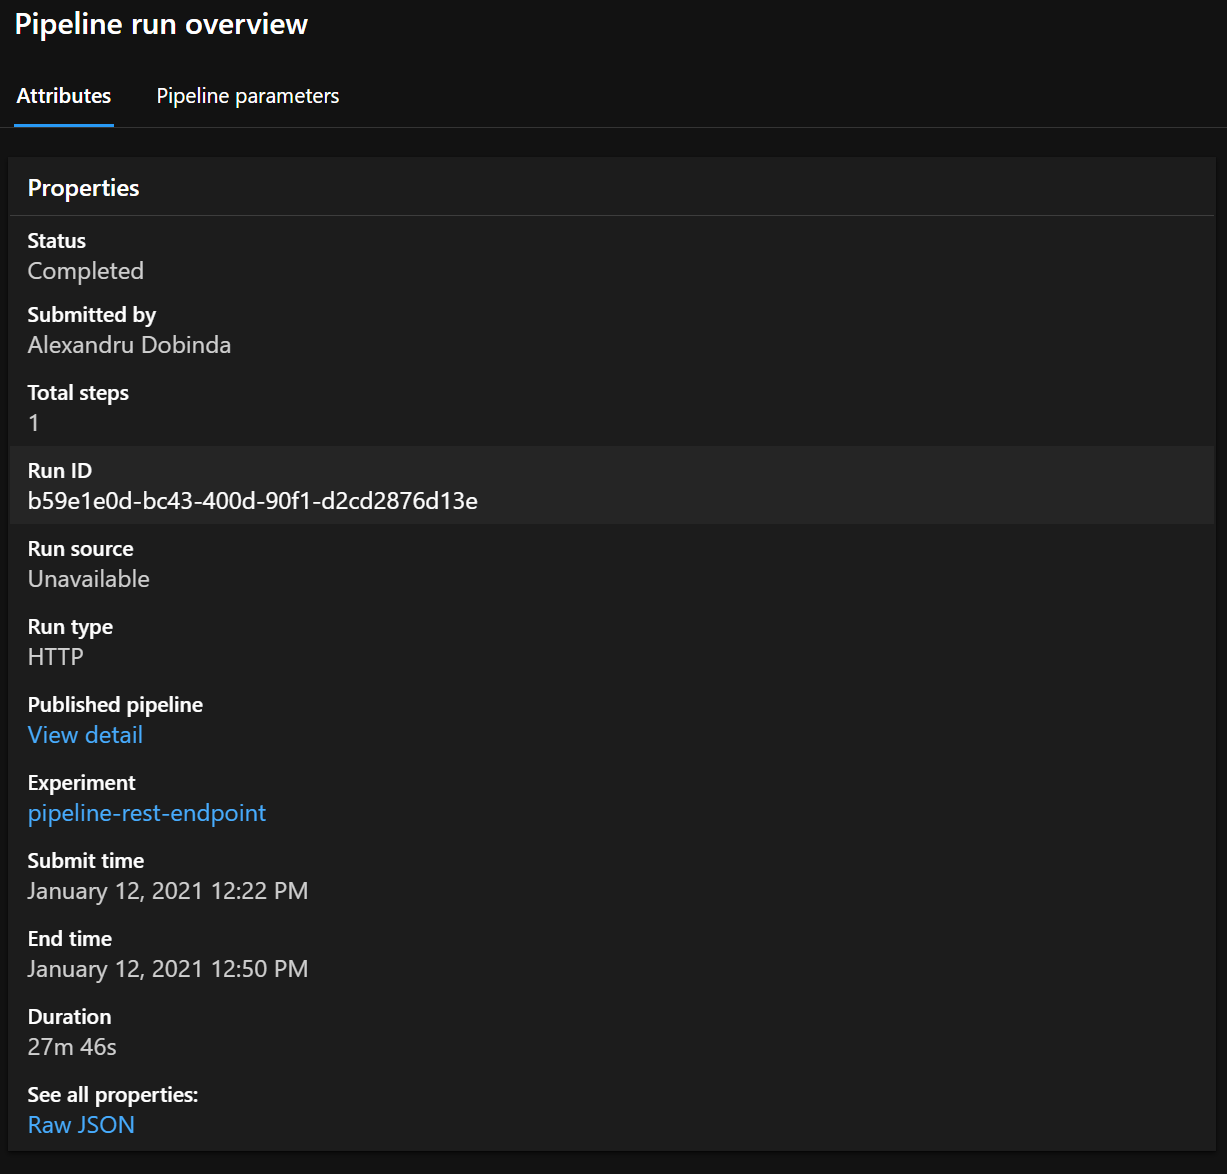 Pipeline run overview
Attributes Pipeline parameters
Properties
Status
Completed
Submitted by
Alexandru Dobinda
Total steps
1
Run ID
b59e1e0d-bc43-400d-90f1-d2cd2876d13e
Run source
Unavailable
Run type
HTTP
Published pipeline
View detail
Experiment
pipeline-rest-endpoint
Submit time
January 12, 2021 12:22 PM
End time
January 12, 2021 12:50 PM
Duration
27m 46s
See all properties:
Raw JSON